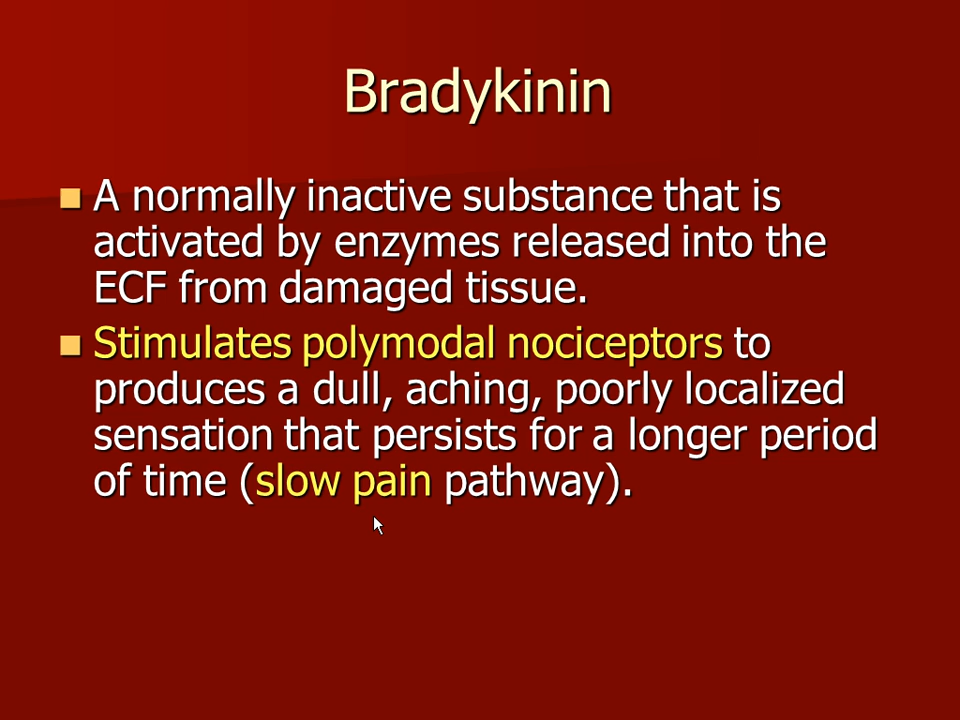 Bradykinin
A normally inactive substance that is
activated by enzymes released into the
ECF from damaged tissue.
Stimulates polymodal nociceptors to
produces a dull, aching, poorly localized
sensation that persists for a longer period
of time (slow pain pathway).